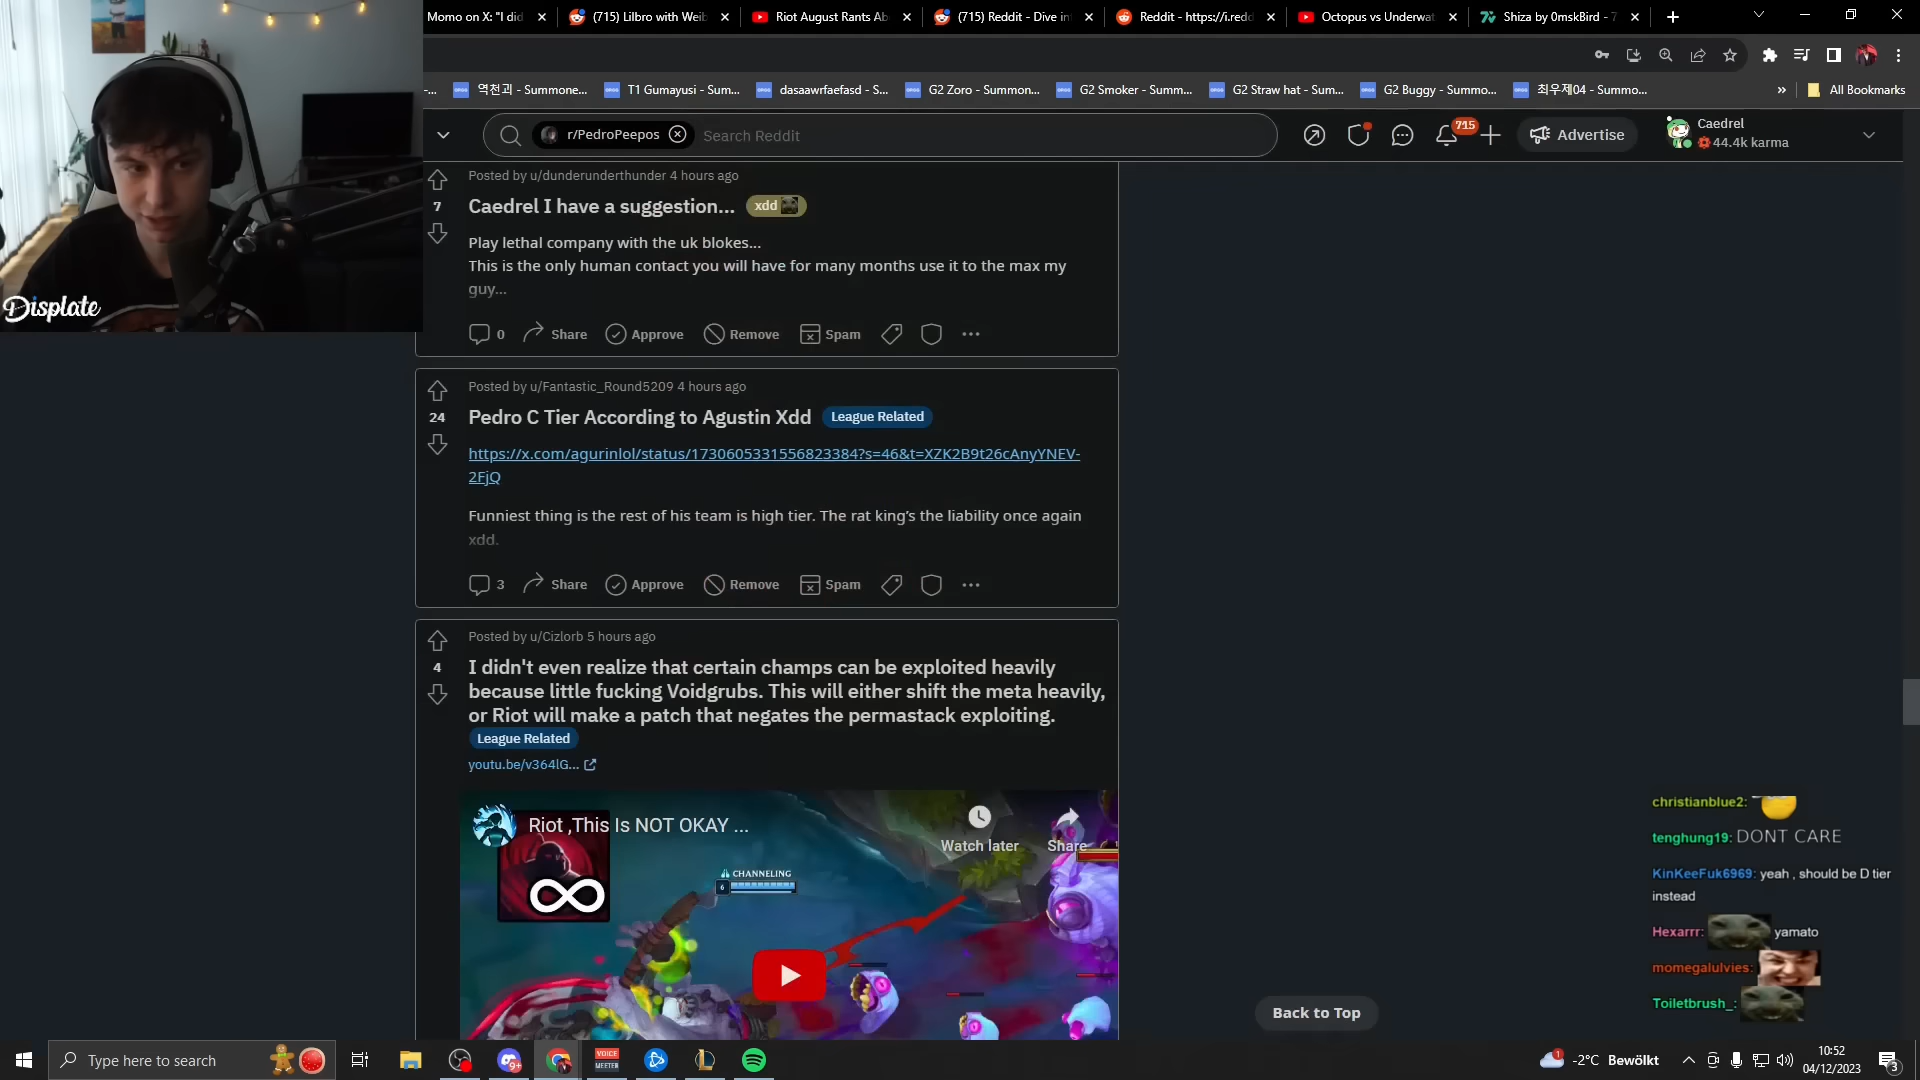 Momo on X: "I did
(715) Lilbro with Weib
Riot August Rants Ab
(715) Reddit - Dive in
Reddit - https://i.redd
Octopus vs Underwat
Shiza by 0mskBird - 7
역천괴 - Summone...
T1 Gumayusi - Sum...
dasaawrfaefasd - S...
G2 Zoro - Summon...
G2 Smoker - Summ...
G2 Straw hat - Sum...
G2 Buggy - Summo...
최우제04 - Summo...
»
All Bookmarks
r/PedroPeepos
Search Reddit
715
Advertise
Caedrel
44.4k karma
Displate
Posted by u/dunderunderthunder 4 hours ago
7
Caedrel I have a suggestion... xdd
Play lethal company with the uk blokes...
This is the only human contact you will have for many months use it to the max my
guy...
0 Share Approve Remove Spam
Posted by u/Fantastic_Round5209 4 hours ago
24
Pedro C Tier According to Agustin Xdd League Related
https://x.com/agurinlol/status/1730605331556823384?s=46&t=XZK2B9t26cAnyYNEV-
2FjQ
Funniest thing is the rest of his team is high tier. The rat king's the liability once again
xdd.
3 Share Approve Remove Spam
Posted by u/Cizlorb 5 hours ago
4
I didn't even realize that certain champs can be exploited heavily
because little fucking Voidgrubs. This will either shift the meta heavily,
or Riot will make a patch that negates the permastack exploiting.
League Related
youtu.be/v364lG...
Riot ,This Is NOT OKAY ...
Watch later
Share
CHANNELING
6
christianblue2:
tenghung19: DONT CARE
KinKeeFuk6969: yeah , should be D tier
instead
Hexarrr: yamato
momegalulvies:
Toiletbrush_:
Back to Top
Type here to search
9+
VOICE
MEETER
1
-2°C Bewölkt
10:52
04/12/2023
3